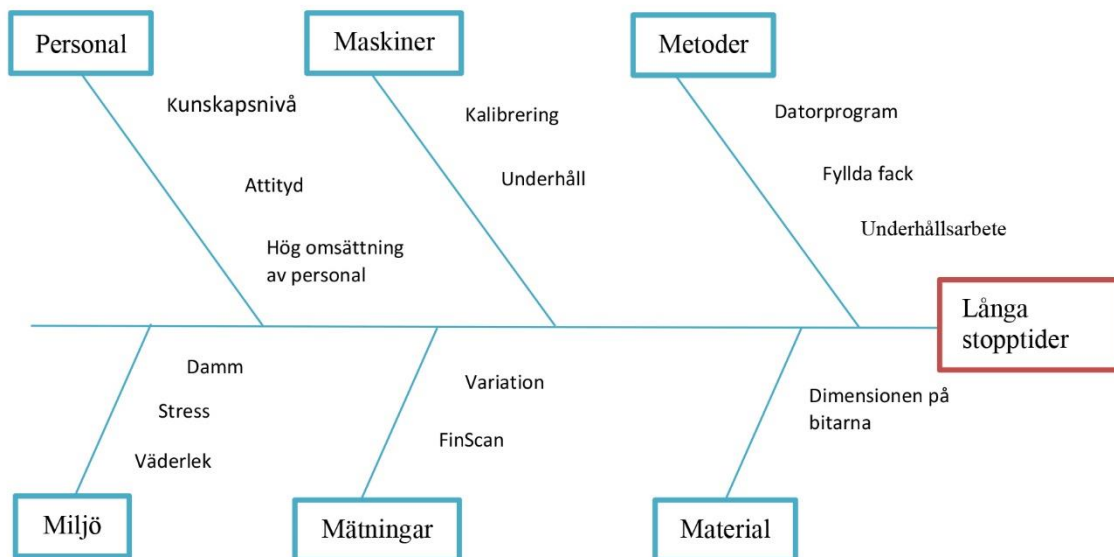 Personal
Maskiner
Metoder
Kunskapsnivå
Kalibrering
Datorprogram
Attityd
Underhåll
Fyllda fack
Hög omsättning
av personal
Underhållsarbete
Långa
stopptider
Damm
Variation
Dimensionen på
bitarna
Stress
FinScan
Väderlek
Miljö
Mätningar
Material